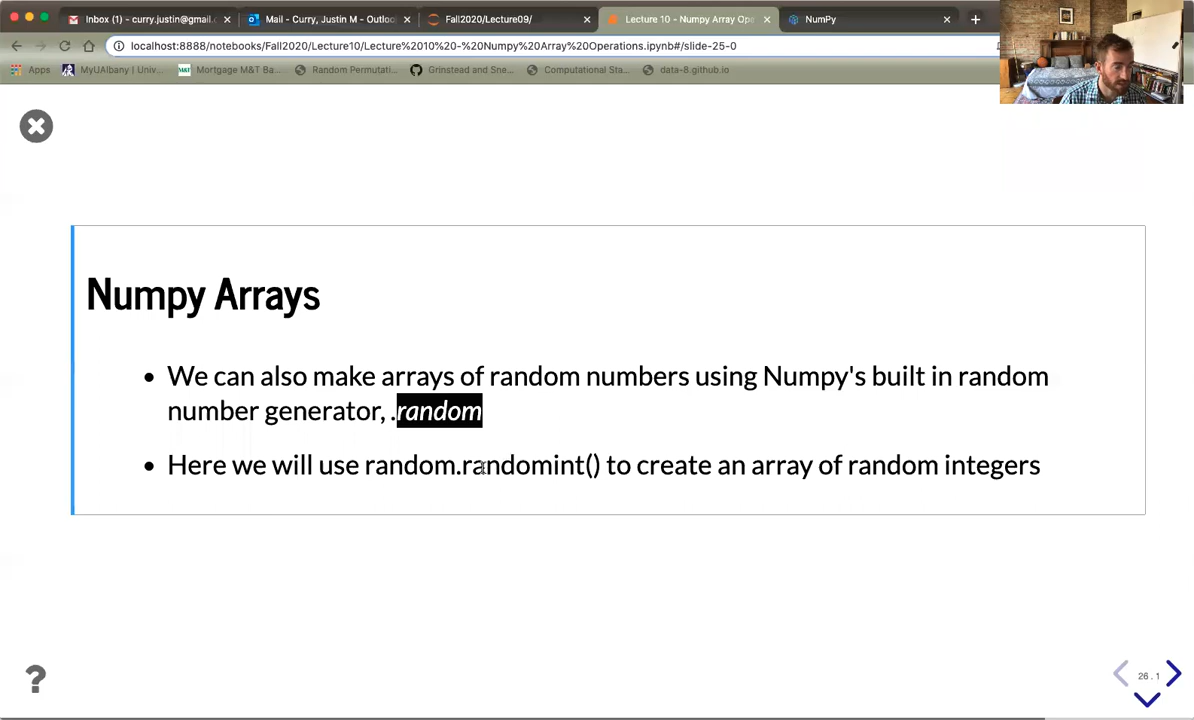 Inbox (1) - curry.justin@gmail.
Mail - Curry, Justin M - Outloo
Fall2020/Lecture09/
Lecture 10 - Numpy Array Ope
NumPy
localhost:8888/notebooks/Fall2020/Lecture10/Lecture%2010%20-%20Numpy%20Array%20Operations.ipynb#/slide-25-0
Apps
MyUAlbany | Univ...
M&T
Mortgage M&T Ba...
Random Permutati...
Grinstead and Sne...
Computational Sta...
data-8.github.io
Numpy Arrays
• We can also make arrays of random numbers using Numpy's built in random
number generator, .random
• Here we will use random.randomint() to create an array of random integers
?
26 . 1